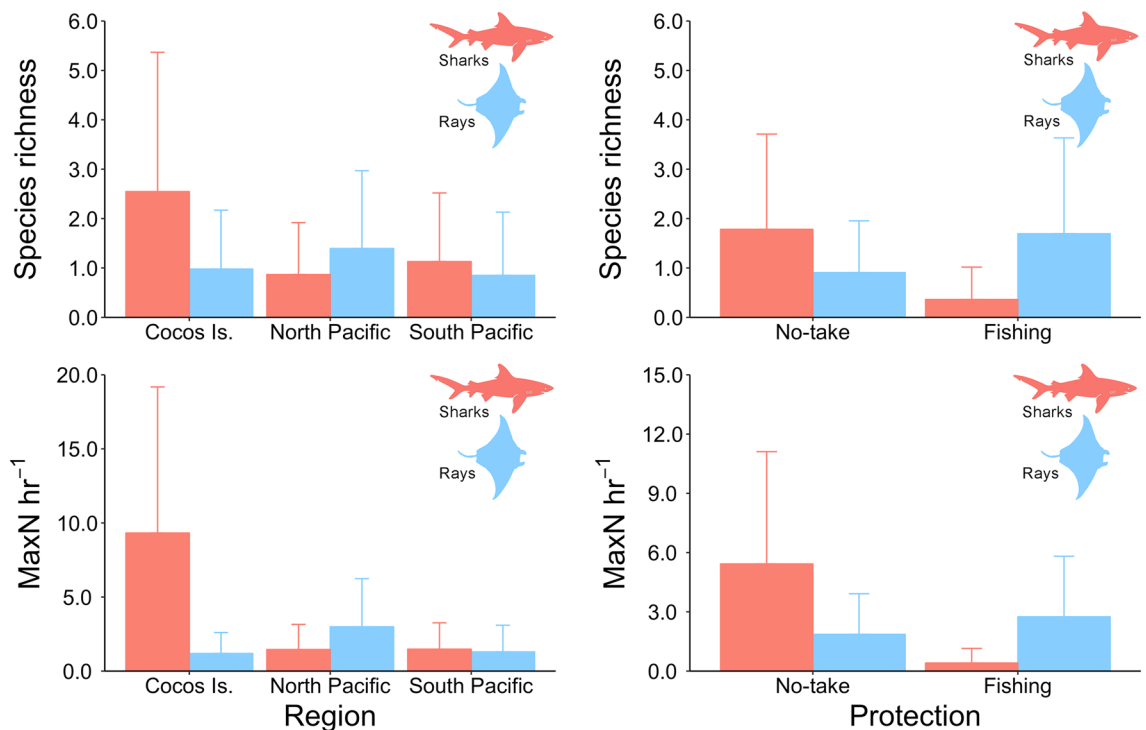 Species richness
6.0
5.0
4.0
3.0
2.0
1.0
0.0
Sharks
Rays
Cocos Is.
North Pacific
South Pacific
Species richness
6.0
5.0
4.0
3.0
2.0
1.0
0.0
Sharks
Rays
No-take
Fishing
MaxN hr⁻¹
20.0
15.0
10.0
5.0
0.0
Sharks
Rays
Cocos Is.
North Pacific
South Pacific
Region
MaxN hr⁻¹
15.0
12.0
9.0
6.0
3.0
0.0
Sharks
Rays
No-take
Fishing
Protection